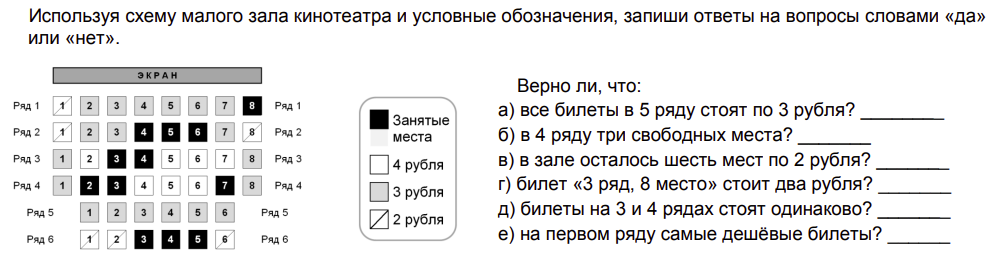 Используя схему малого зала кинотеатра и условные обозначения, запиши ответы на вопросы словами «да»
или «нет».
ЭКРАН
Ряд 1 1 2 3 4 5 6 7 8 Ряд 1
Ряд 2 1 2 3 4 5 6 7 8 Ряд 2
Ряд 3 1 2 3 4 5 6 7 8 Ряд 3
Ряд 4 1 2 3 4 5 6 7 8 Ряд 4
Ряд 5 1 2 3 4 5 6 Ряд 5
Ряд 6 1 2 3 4 5 6 Ряд 6
Занятые
места
4 рубля
3 рубля
2 рубля
Верно ли, что:
а) все билеты в 5 ряду стоят по 3 рубля? ________
б) в 4 ряду три свободных места? _______
в) в зале осталось шесть мест по 2 рубля? _______
г) билет «3 ряд, 8 место» стоит два рубля? _______
д) билеты на 3 и 4 рядах стоят одинаково? _______
е) на первом ряду самые дешёвые билеты? ______